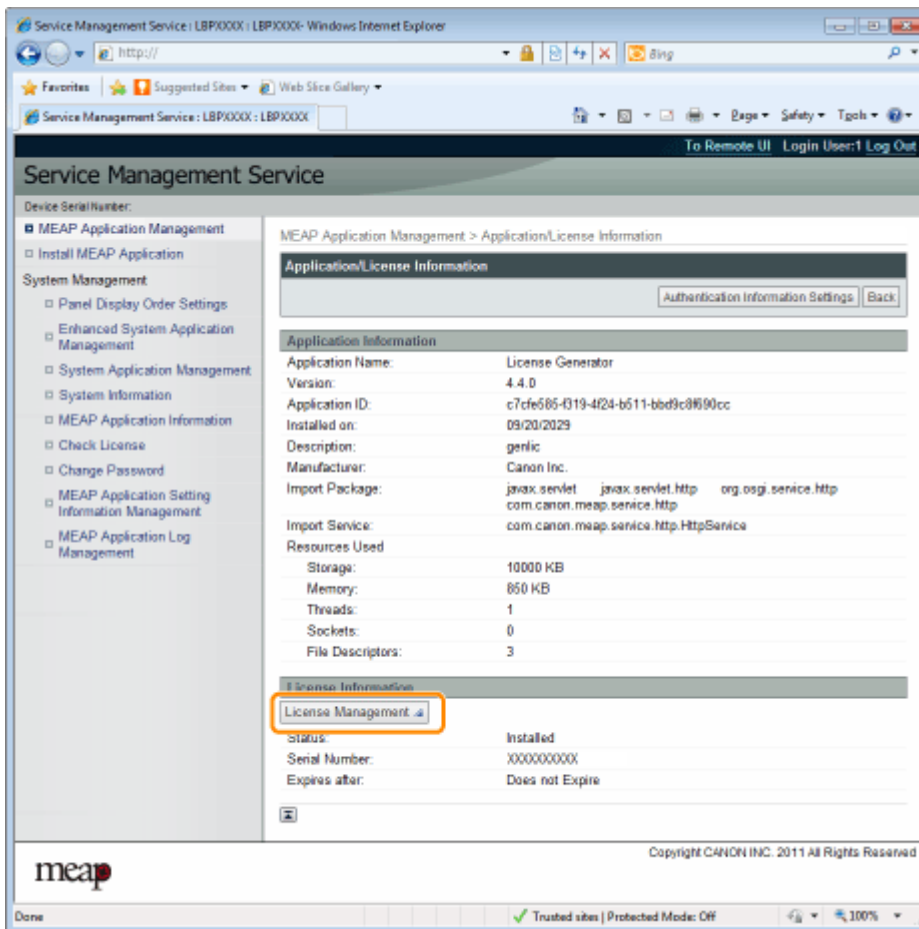 Service Management Service : LBPXXXX : LBPXXXX- Windows Internet Explorer
http://
Bing
Favorites Suggested Sites Web Slice Gallery
Service Management Service : LBPXXXX : LBPXXXX
Page Safety Tools
To Remote UI Login User:1 Log Out
Service Management Service
Device Serial Number:
MEAP Application Management
Install MEAP Application
System Management
Panel Display Order Settings
Enhanced System Application
Management
System Application Management
System Information
MEAP Application Information
Check License
Change Password
MEAP Application Setting
Information Management
MEAP Application Log
Management
MEAP Application Management > Application/License Information
Application/License Information
Authentication Information Settings Back
Application Information
Application Name: License Generator
Version: 4.4.0
Application ID: c7cfe585-f319-4f24-b511-bbd9c8f690cc
Installed on: 09/20/2029
Description: genlic
Manufacturer: Canon Inc.
Import Package: javax.servlet javax.servlet.http org.osgi.service.http
com.canon.meap.service.http
Import Service: com.canon.meap.service.http.HttpService
Resources Used
Storage: 10000 KB
Memory: 850 KB
Threads: 1
Sockets: 0
File Descriptors: 3
License Information
License Management
Status: Installed
Serial Number: XXXXXXXXXX
Expires after: Does not Expire
Copyright CANON INC. 2011 All Rights Reserved
meap
Done Trusted sites | Protected Mode: Off 100%